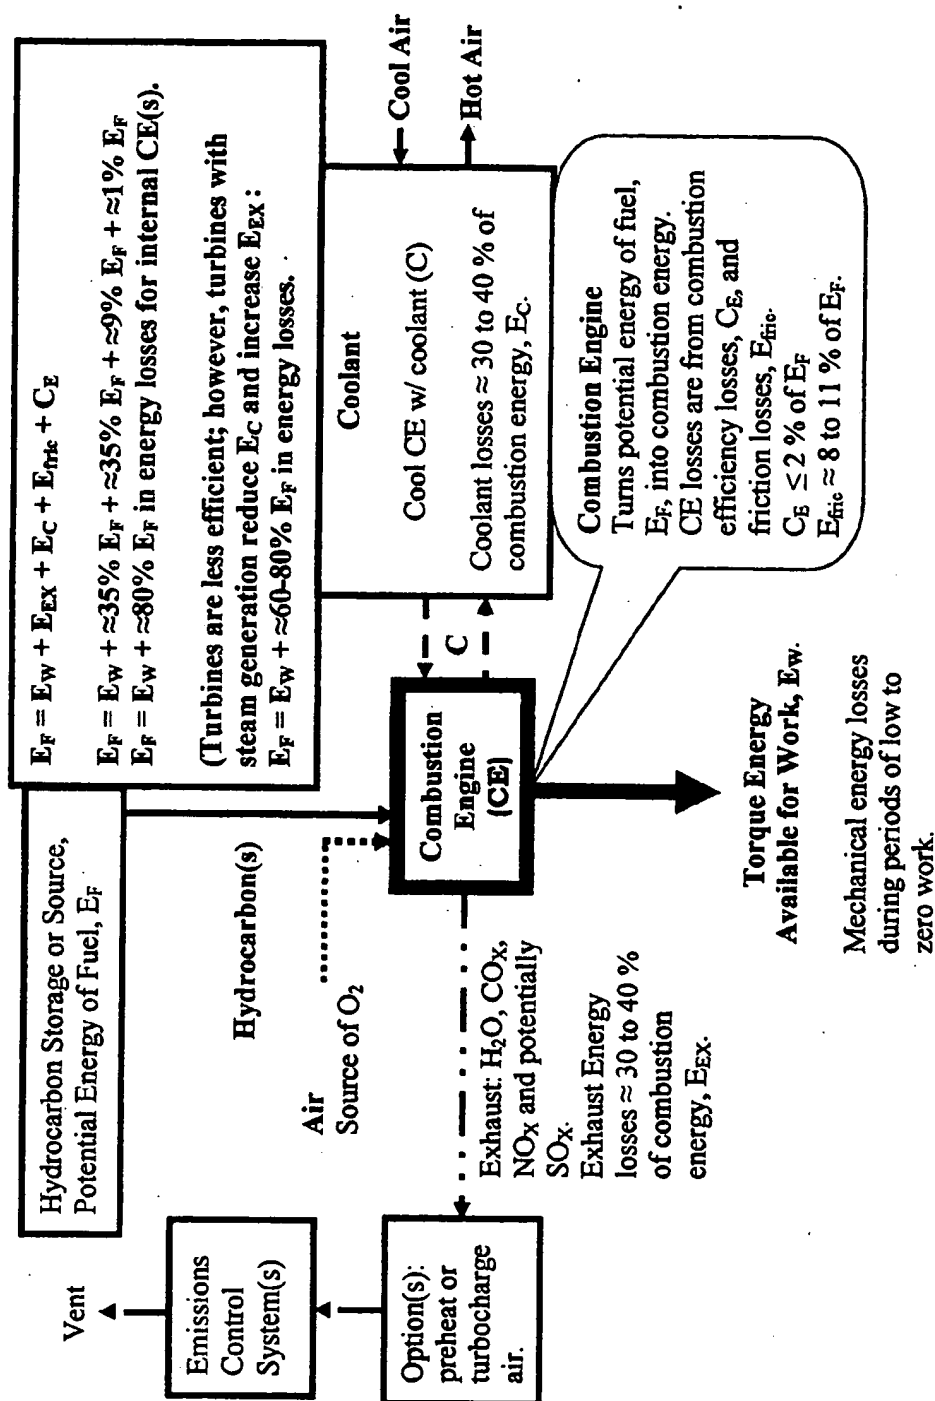 Hydrocarbon Storage or Source,
Potential Energy of Fuel, E_F
E_F = E_W + E_EX + E_C + E_fric + C_E
E_F = E_W + ≈35% E_F + ≈35% E_F + ≈9% E_F + ≈1% E_F
E_F = E_W + ≈80% E_F in energy losses for internal CE(s).
(Turbines are less efficient; however, turbines with
steam generation reduce E_C and increase E_EX:
E_F = E_W + ≈60-80% E_F in energy losses.
Vent
Emissions
Control
System(s)
Option(s):
preheat or
turbocharge
air.
Hydrocarbon(s)
Air
Source of O₂
Exhaust: H₂O, CO_X,
NO_X and potentially
SO_X.
Exhaust Energy
losses ≈ 30 to 40 %
of combustion
energy, E_EX.
Combustion
Engine
(CE)
C
Coolant
Cool CE w/ coolant (C)
Coolant losses ≈ 30 to 40 % of
combustion energy, E_C.
Cool Air
Hot Air
Combustion Engine
Turns potential energy of fuel,
E_F, into combustion energy.
CE losses are from combustion
efficiency losses, C_E, and
friction losses, E_fric.
C_E ≤ 2 % of E_F
E_fric ≈ 8 to 11 % of E_F.
Torque Energy
Available for Work, E_W.
Mechanical energy losses
during periods of low to
zero work.